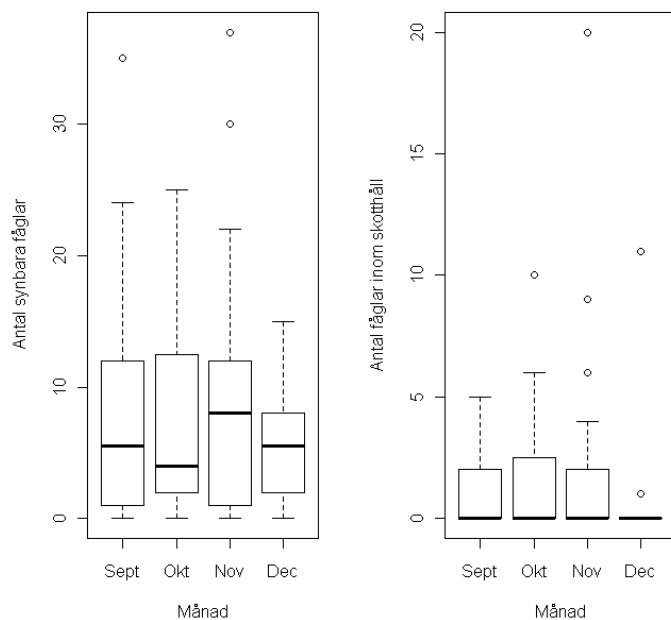 Antal synbara fåglar
30
20
10
0
Sept Okt Nov Dec
Månad
Antal fåglar inom skotthåll
20
15
10
5
0
Sept Okt Nov Dec
Månad